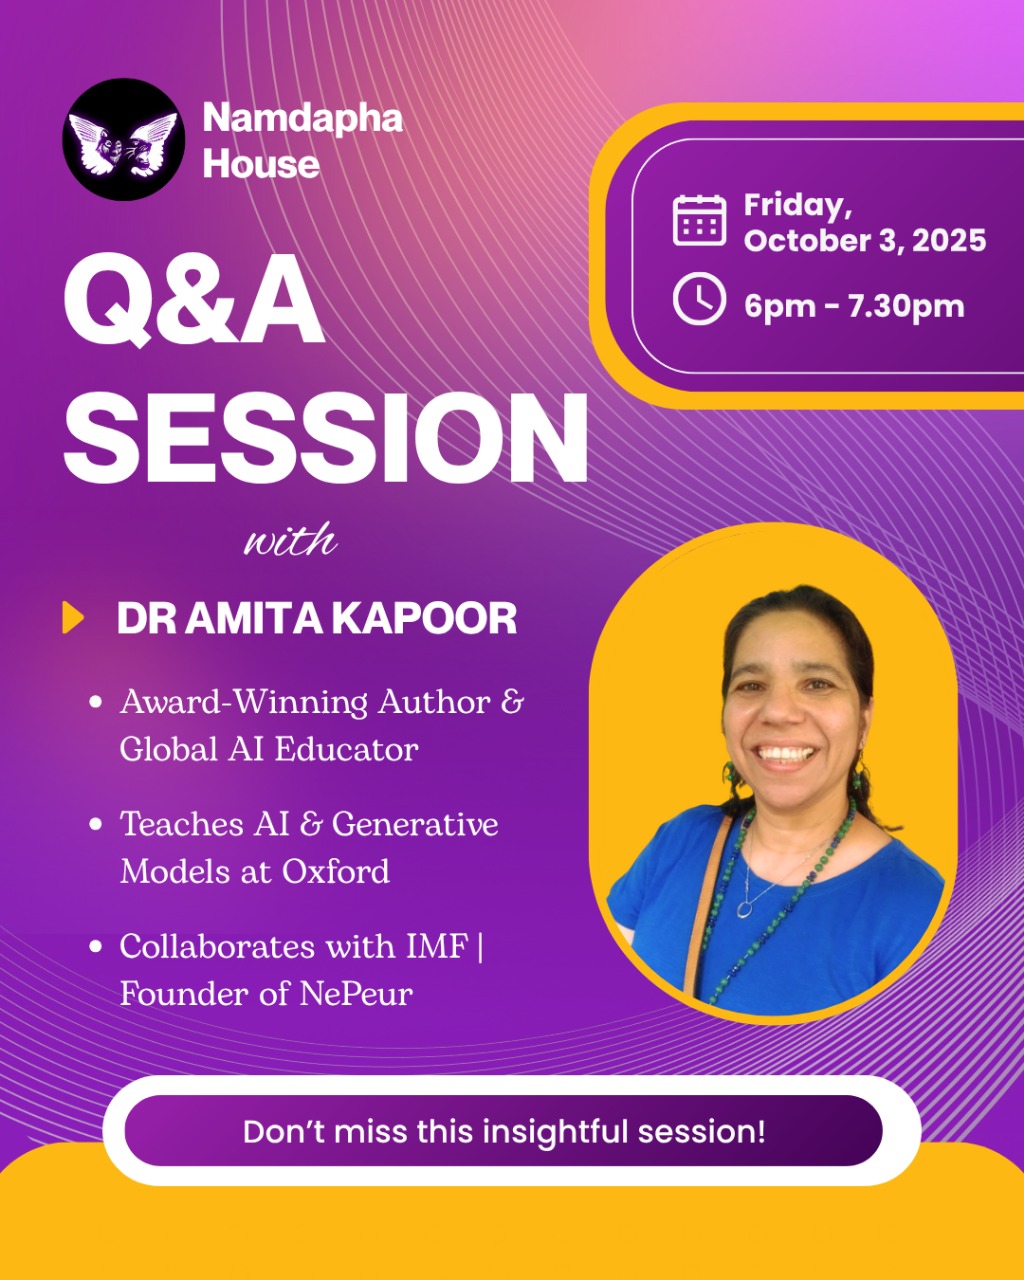 Namdapha
House
Friday,
October 3, 2025
6pm – 7.30pm
Q&A
SESSION
with
DR AMITA KAPOOR
Award-Winning Author &
Global AI Educator
Teaches AI & Generative
Models at Oxford
Collaborates with IMF |
Founder of NePeur
Don’t miss this insightful session!